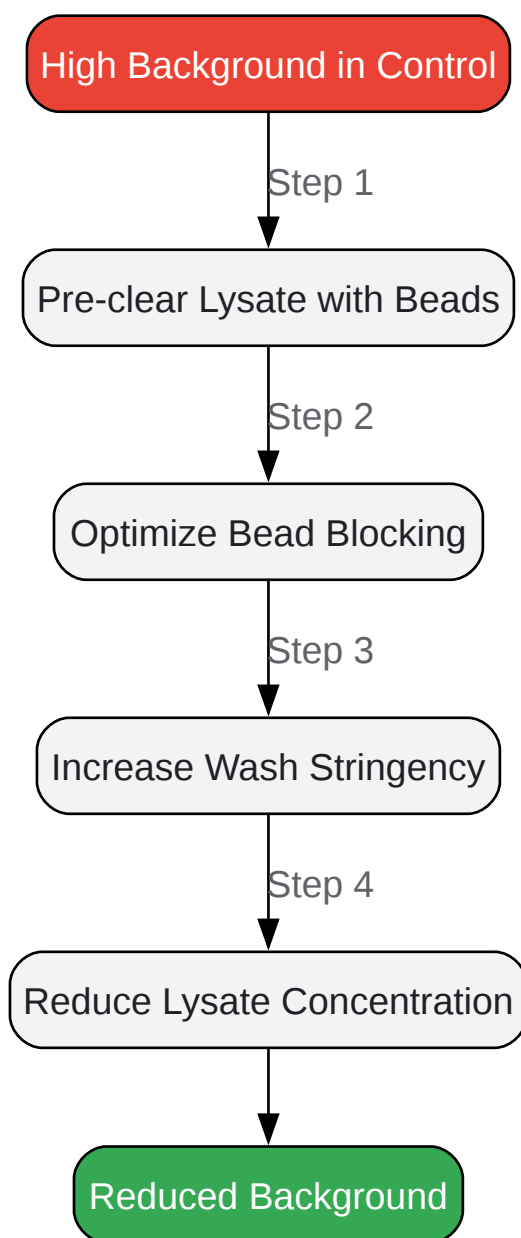 High Background in Control
Step 1
Pre-clear Lysate with Beads
Step 2
Optimize Bead Blocking
Step 3
Increase Wash Stringency
Step 4
Reduce Lysate Concentration
Reduced Background